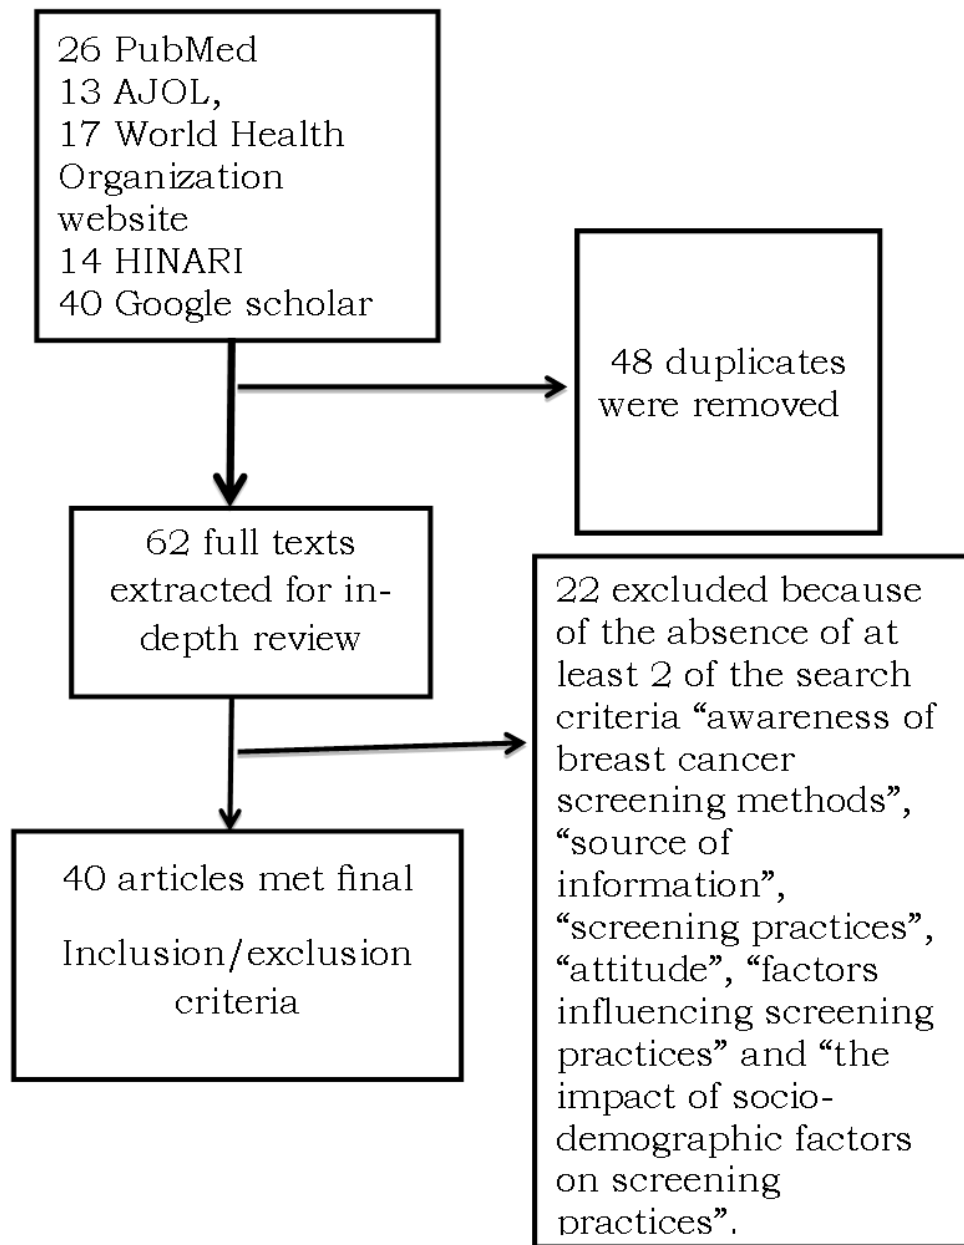 26 PubMed
13 AJOL,
17 World Health
Organization
website
14 HINARI
40 Google scholar
48 duplicates
were removed
62 full texts
extracted for in-
depth review
22 excluded because
of the absence of at
least 2 of the search
criteria “awareness of
breast cancer
screening methods”,
“source of
information”,
“screening practices”,
“attitude”, “factors
influencing screening
practices” and “the
impact of socio-
demographic factors
on screening
practices”.
40 articles met final
Inclusion/exclusion
criteria